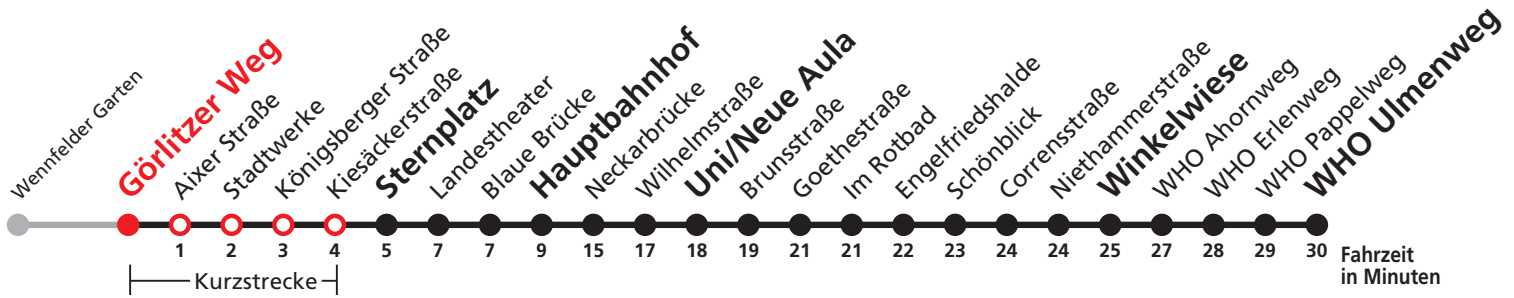 Wennfelder Garten
Görlitzer Weg
Aixer Straße
Stadtwerke
Königsberger Straße
Kiesäckerstraße
Sternplatz
Landestheater
Blaue Brücke
Hauptbahnhof
Neckarbrücke
Wilhelmstraße
Uni/Neue Aula
Brunsstraße
Goethestraße
Im Rotbad
Engelfriedshalde
Schönblick
Corrensstraße
Niethammerstraße
Winkelwiese
WHO Ahornweg
WHO Erlenweg
WHO Pappelweg
WHO Ulmenweg
1 2 3 4 5 7 7 9 15 17 18 19 21 21 22 23 24 24 25 27 28 29 30
Fahrzeit
in Minuten
Kurzstrecke